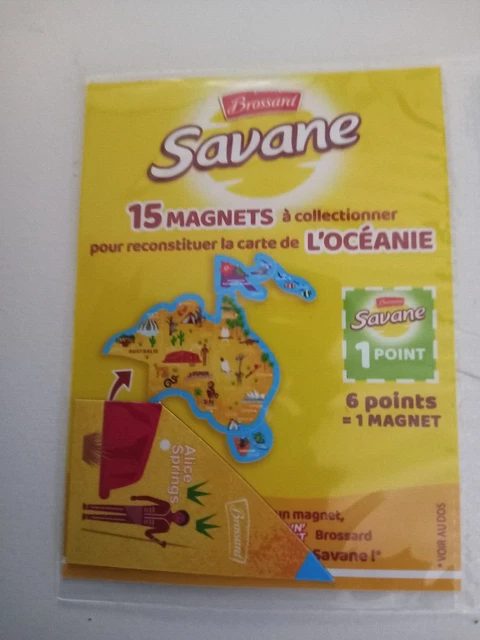 Brossard
Savane
15 MAGNETS à collectionner
pour reconstituer la carte de L'OCÉANIE
AUSTRALIE
Brossard
Savane
1 POINT
6 points
= 1 MAGNET
Alice
Springs
Brossard
un magnet,
Brossard
Savane !*
* VOIR AU DOS